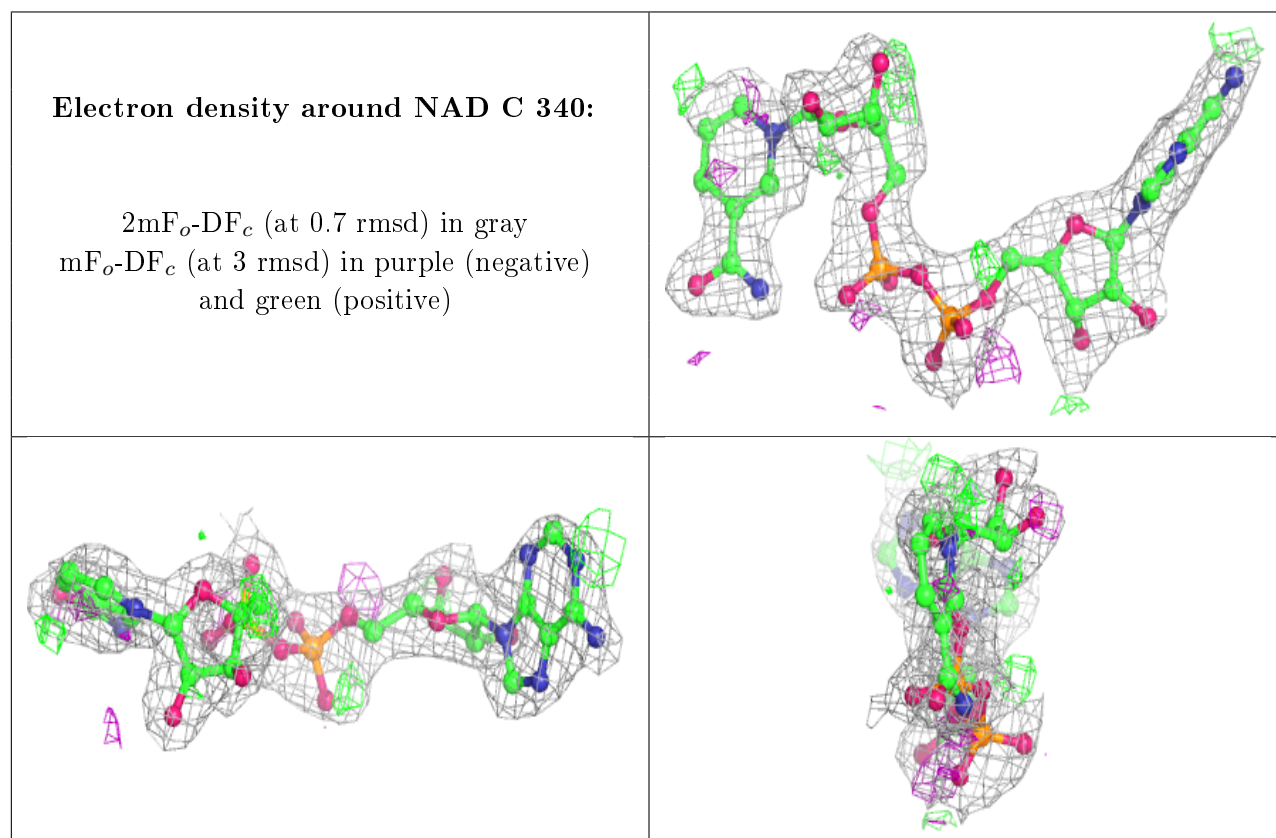 Electron density around NAD C 340:
2mFₒ-DF𝒸 (at 0.7 rmsd) in gray
mFₒ-DF𝒸 (at 3 rmsd) in purple (negative)
and green (positive)